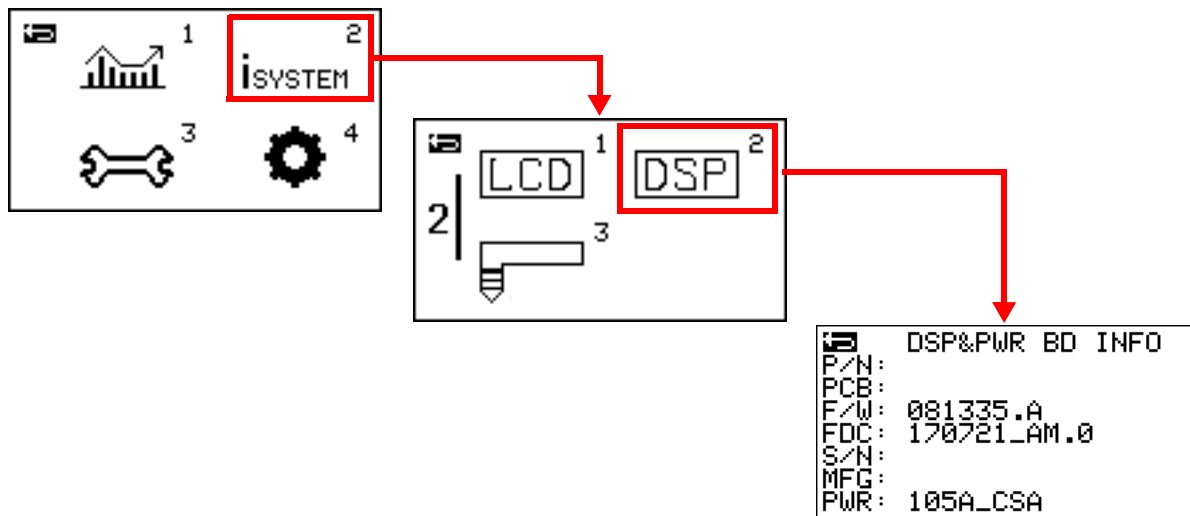 1
2
iSYSTEM
3
4
1
2
LCD
DSP
2
3
DSP&PWR BD INFO
P/N:
PCB:
F/W: 081335.A
FDC: 170721_AM.0
S/N:
MFG:
PWR: 105A_CSA